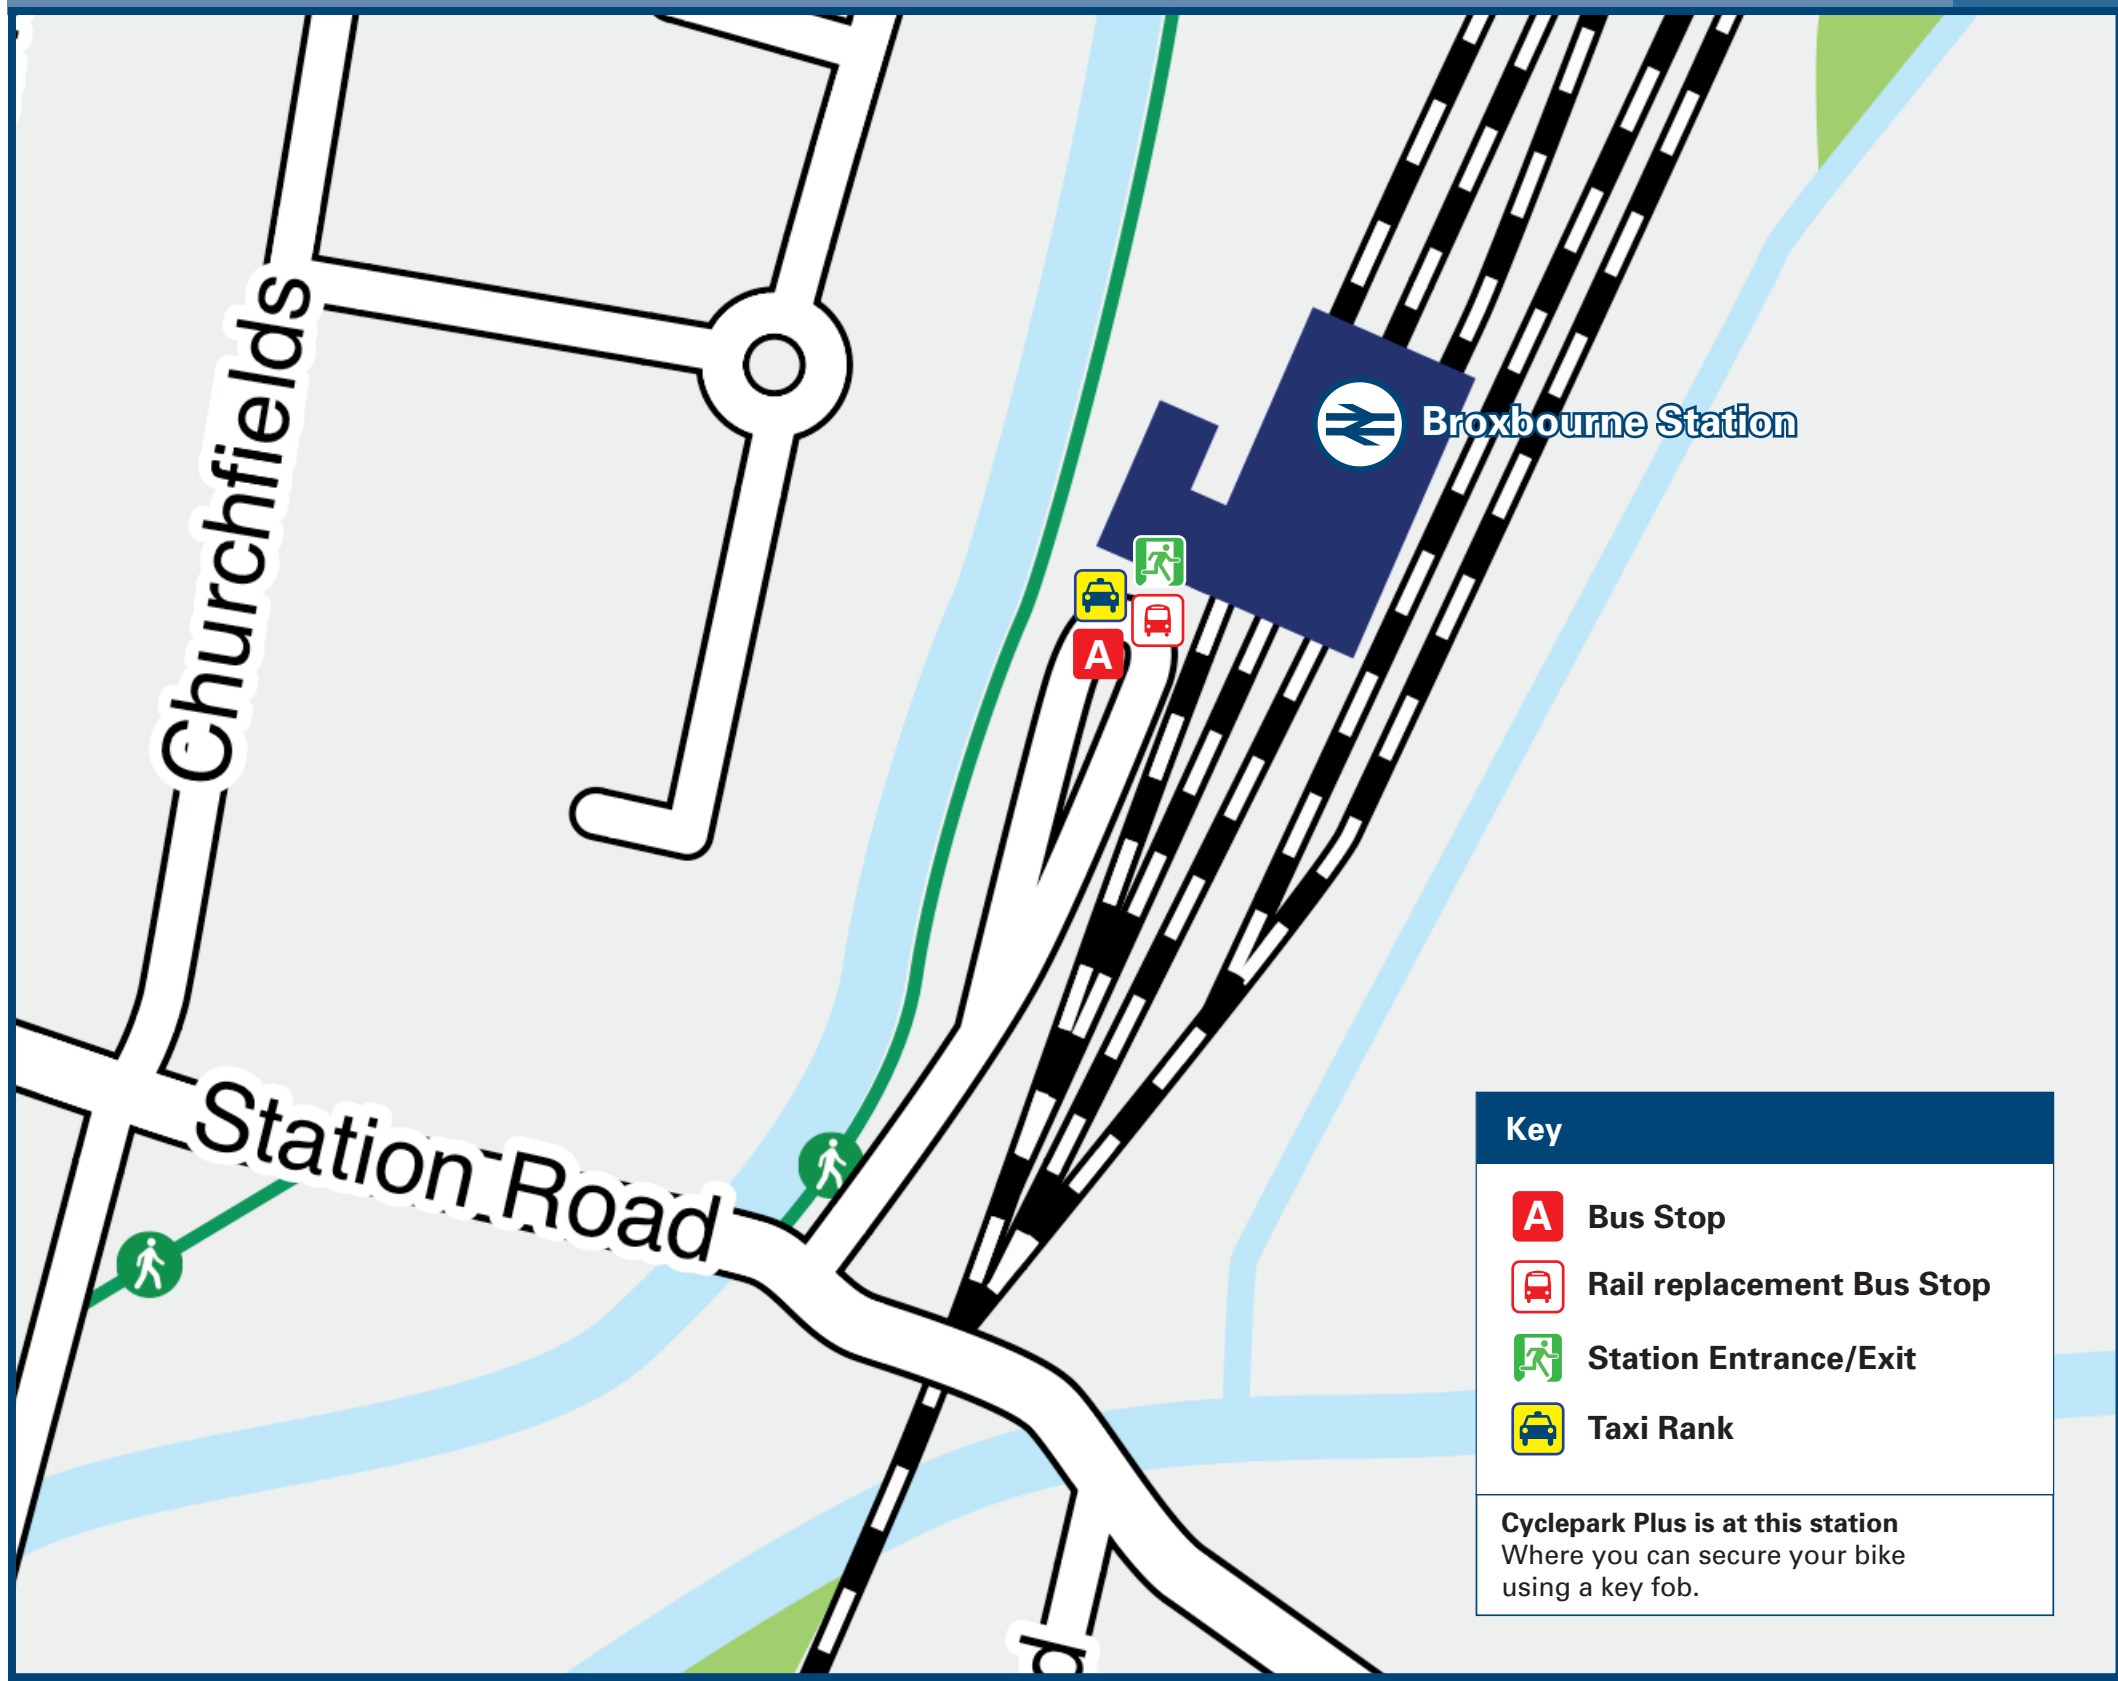 Churchfields
Broxbourne Station
A
Station Road
d
Key
A Bus Stop
Rail replacement Bus Stop
Station Entrance/Exit
Taxi Rank
Cyclepark Plus is at this station
Where you can secure your bike
using a key fob.